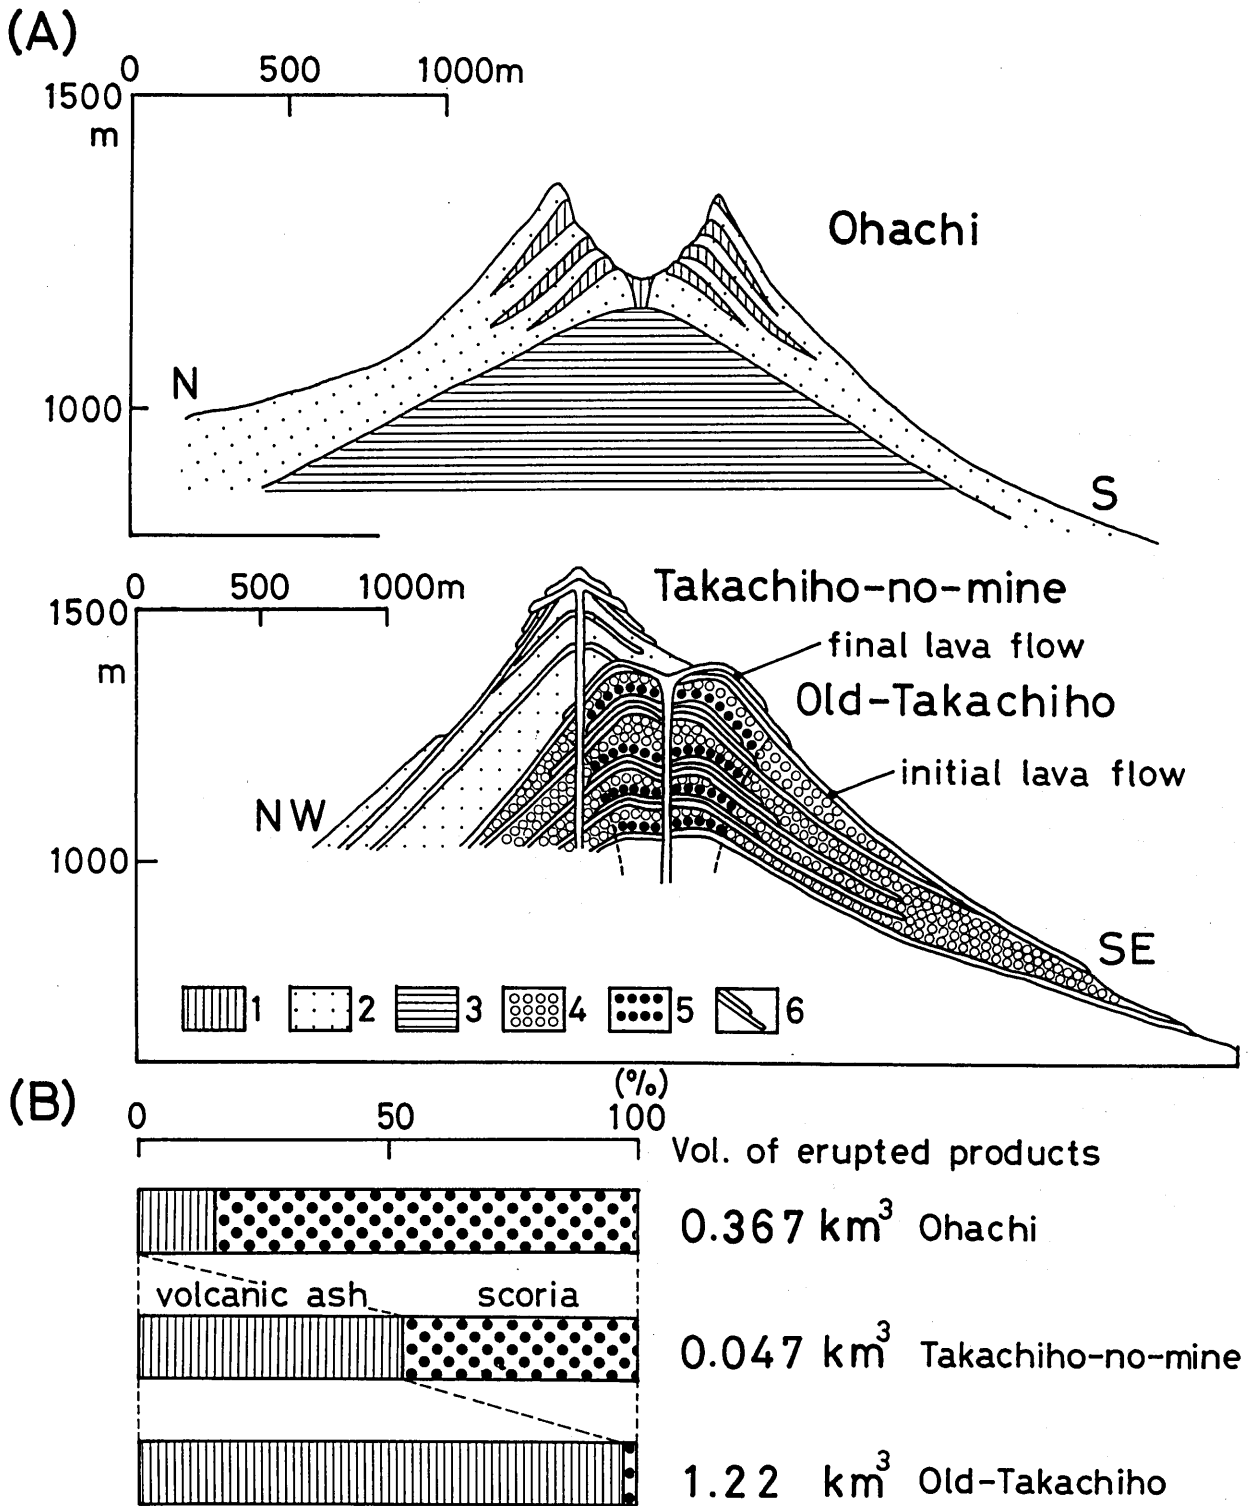 (A)
0 500 1000m
1500
m
Ohachi
N
1000
S
0 500 1000m
Takachiho-no-mine
1500
final lava flow
m
Old-Takachiho
initial lava flow
NW
1000
SE
1 2 3 4 5 6
(%)
(B)
0 50 100
Vol. of erupted products
0.367 km³ Ohachi
volcanic ash scoria
0.047 km³ Takachiho-no-mine
1.22 km³ Old-Takachiho